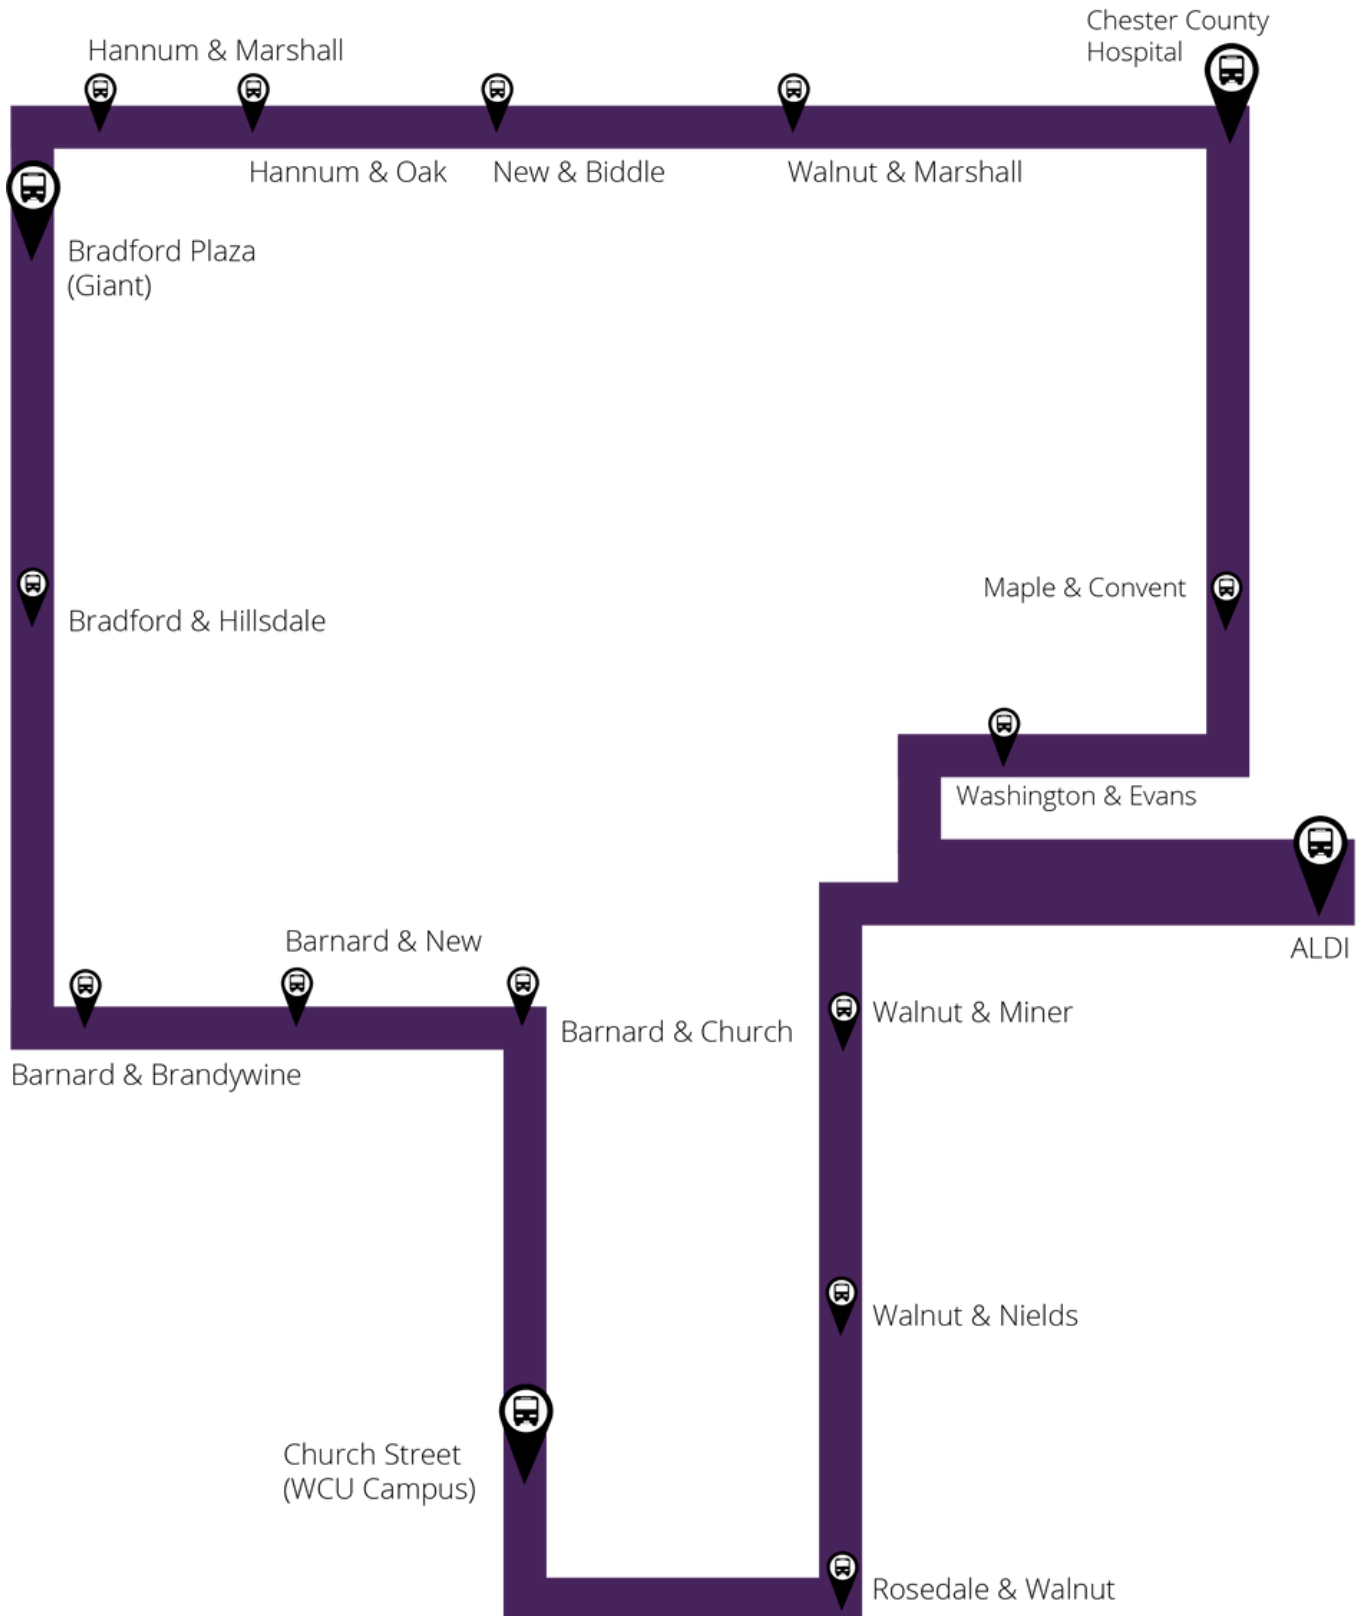 Chester County
Hospital
Hannum & Marshall
Hannum & Oak
New & Biddle
Walnut & Marshall
Bradford Plaza
(Giant)
Maple & Convent
Bradford & Hillsdale
Washington & Evans
Barnard & New
ALDI
Walnut & Miner
Barnard & Church
Barnard & Brandywine
Walnut & Nields
Church Street
(WCU Campus)
Rosedale & Walnut